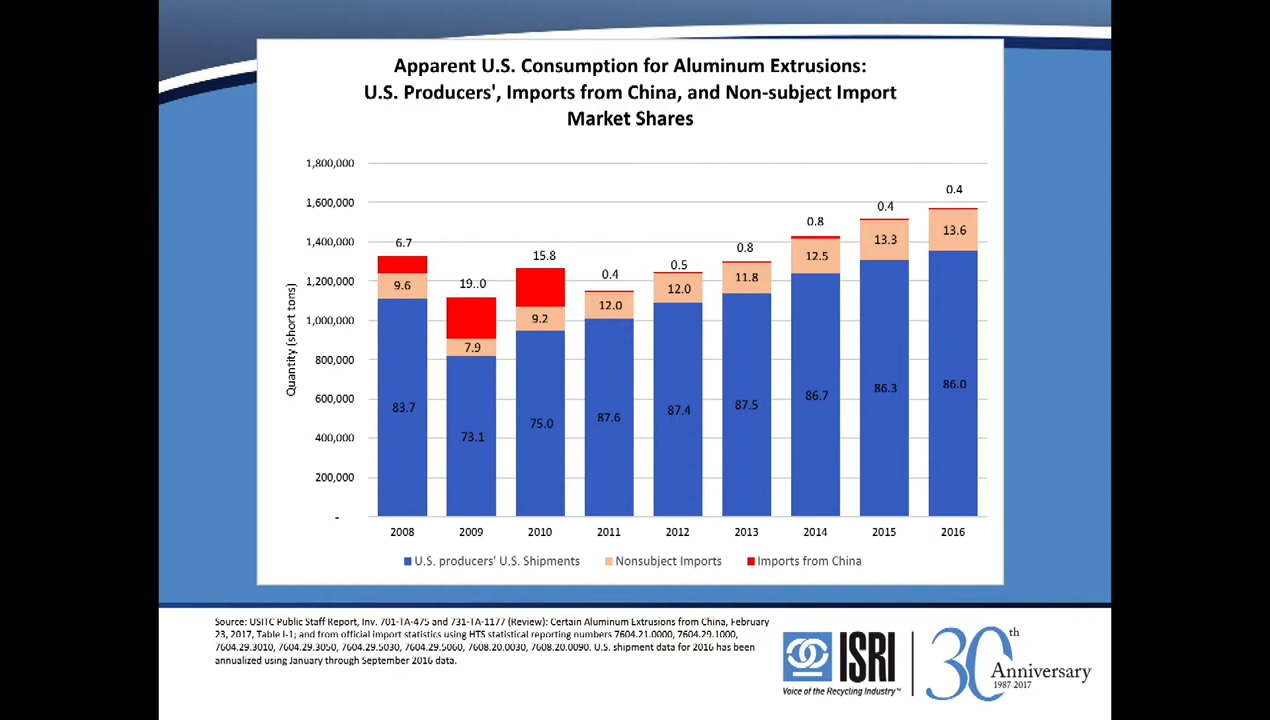 Apparent U.S. Consumption for Aluminum Extrusions:
U.S. Producers', Imports from China, and Non-subject Import
Market Shares
Quantity (short tons)
1,800,000
1,600,000
1,400,000
1,200,000
1,000,000
800,000
600,000
400,000
200,000
-
6.7
9.6
83.7
19..0
7.9
73.1
15.8
9.2
75.0
0.4
12.0
87.6
0.5
12.0
87.4
0.8
11.8
87.5
0.8
12.5
86.7
0.4
13.3
86.3
0.4
13.6
86.0
2008 2009 2010 2011 2012 2013 2014 2015 2016
U.S. producers' U.S. Shipments Nonsubject Imports Imports from China
Source: USITC Public Staff Report, Inv. 701-TA-475 and 731-TA-1177 (Review): Certain Aluminum Extrusions from China, February
23, 2017, Table I-1; and from official import statistics using HTS statistical reporting numbers 7604.21.0000, 7604.29.1000,
7604.29.3010, 7604.29.3050, 7604.29.5030, 7604.29.5060, 7608.20.0030, 7608.20.0090. U.S. shipment data for 2016 has been
annualized using January through September 2016 data.
ISRI
Voice of the Recycling Industry™
30th
Anniversary
1987-2017